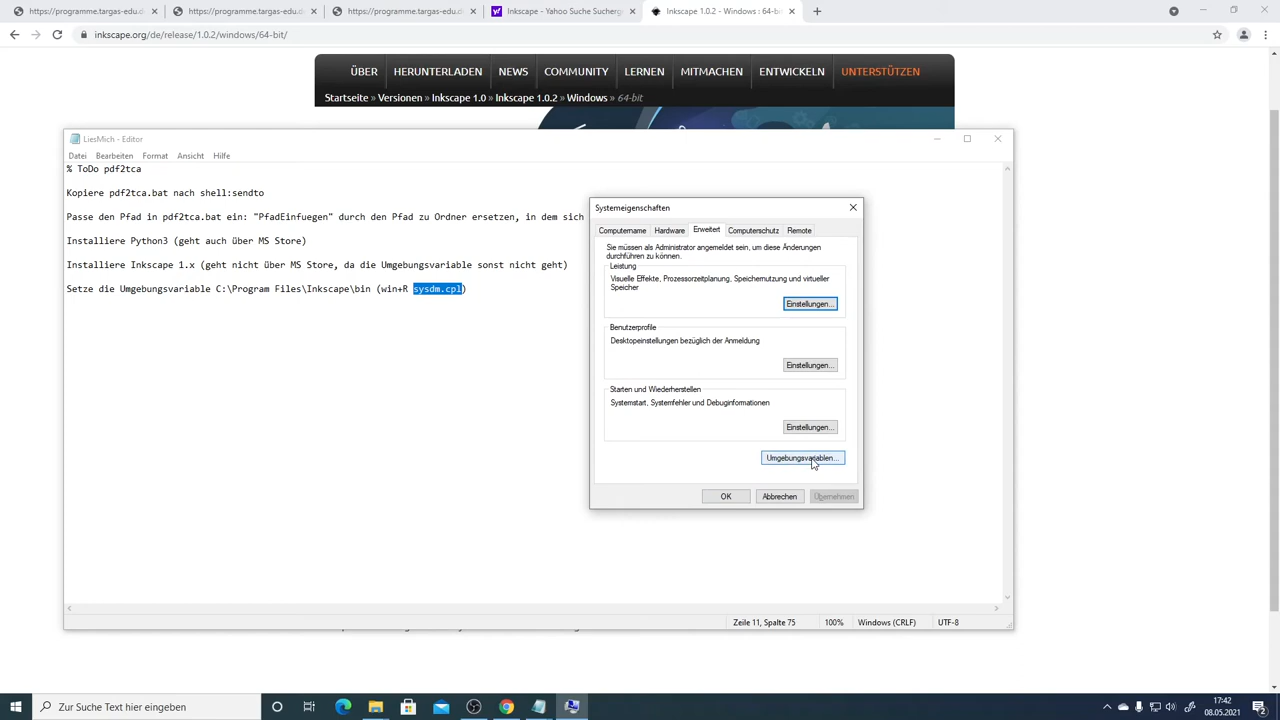 https://programme.targas-edu.d
https://programme.targas-edu.d
https://programme.targas-edu.d
Inkscape - Yahoo Suche Sucherg
Inkscape 1.0.2 - Windows : 64-bi
inkscape.org/de/release/1.0.2/windows/64-bit/
ÜBER HERUNTERLADEN NEWS COMMUNITY LERNEN MITMACHEN ENTWICKELN UNTERSTÜTZEN
Startseite » Versionen » Inkscape 1.0 » Inkscape 1.0.2 » Windows » 64-bit
LiesMich - Editor
Datei Bearbeiten Format Ansicht Hilfe
% ToDo pdf2tca
Kopiere pdf2tca.bat nach shell:sendto
Passe den Pfad in pdf2tca.bat ein: "PfadEinfuegen" durch den Pfad zu Ordner ersetzen, in dem sich
Installiere Python3 (geht auch über MS Store)
Installiere Inkscape 1.x (geht nicht über MS Store, da die Umgebungsvariable sonst nicht geht)
Setze die Umgebungsvariable C:\Program Files\Inkscape\bin (win+R sysdm.cpl)
Systemeigenschaften
Computername Hardware Erweitert Computerschutz Remote
Sie müssen als Administrator angemeldet sein, um diese Änderungen
durchführen zu können.
Leistung
Visuelle Effekte, Prozessorzeitplanung, Speichernutzung und virtueller
Speicher
Einstellungen...
Benutzerprofile
Desktopeinstellungen bezüglich der Anmeldung
Einstellungen...
Starten und Wiederherstellen
Systemstart, Systemfehler und Debuginformationen
Einstellungen...
Umgebungsvariablen...
OK Abbrechen Übernehmen
Zeile 11, Spalte 75 100% Windows (CRLF) UTF-8
Zur Suche Text hier eingeben
17:42
08.05.2021